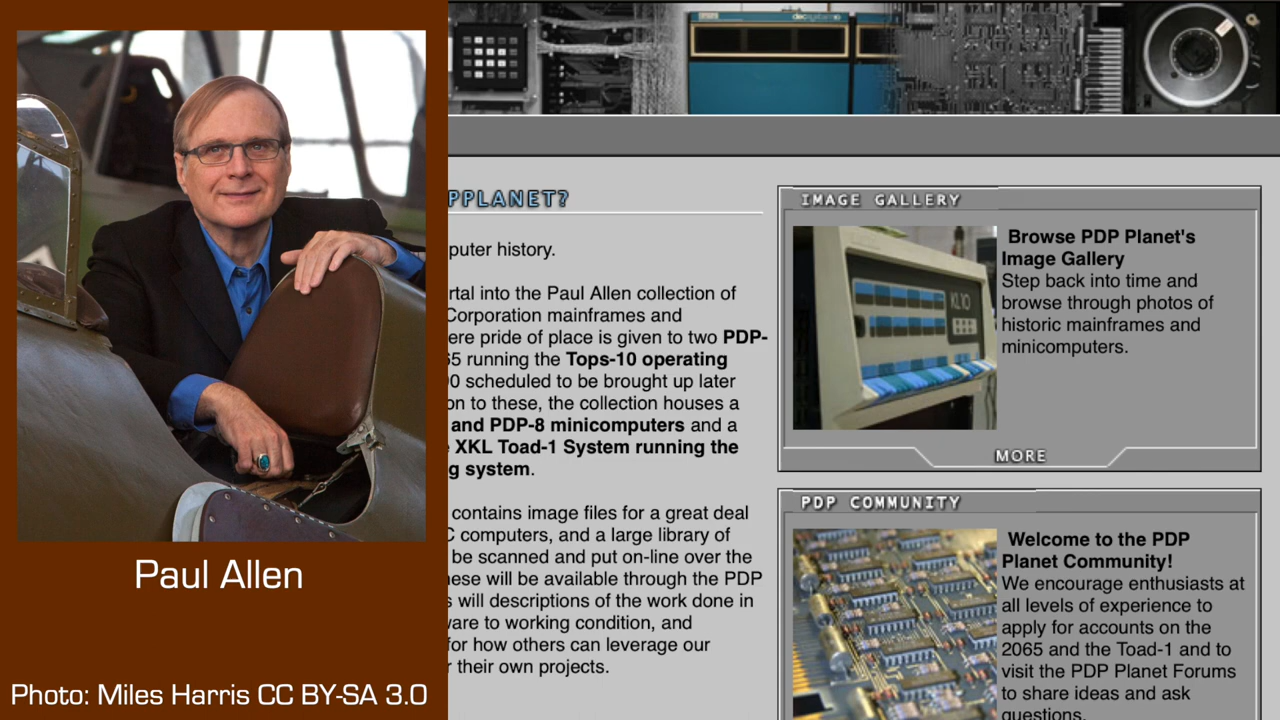 Paul Allen
Photo: Miles Harris CC BY-SA 3.0
PPLANET?
puter history.
rtal into the Paul Allen collection of
Corporation mainframes and
ere pride of place is given to two PDP-
65 running the Tops-10 operating
0 scheduled to be brought up later
on to these, the collection houses a
and PDP-8 minicomputers and a
XKL Toad-1 System running the
g system.
contains image files for a great deal
C computers, and a large library of
be scanned and put on-line over the
hese will be available through the PDP
s will descriptions of the work done in
ware to working condition, and
for how others can leverage our
r their own projects.
IMAGE GALLERY
KL10
Browse PDP Planet's
Image Gallery
Step back into time and
browse through photos of
historic mainframes and
minicomputers.
MORE
PDP COMMUNITY
Welcome to the PDP
Planet Community!
We encourage enthusiasts at
all levels of experience to
apply for accounts on the
2065 and the Toad-1 and to
visit the PDP Planet Forums
to share ideas and ask
questions.